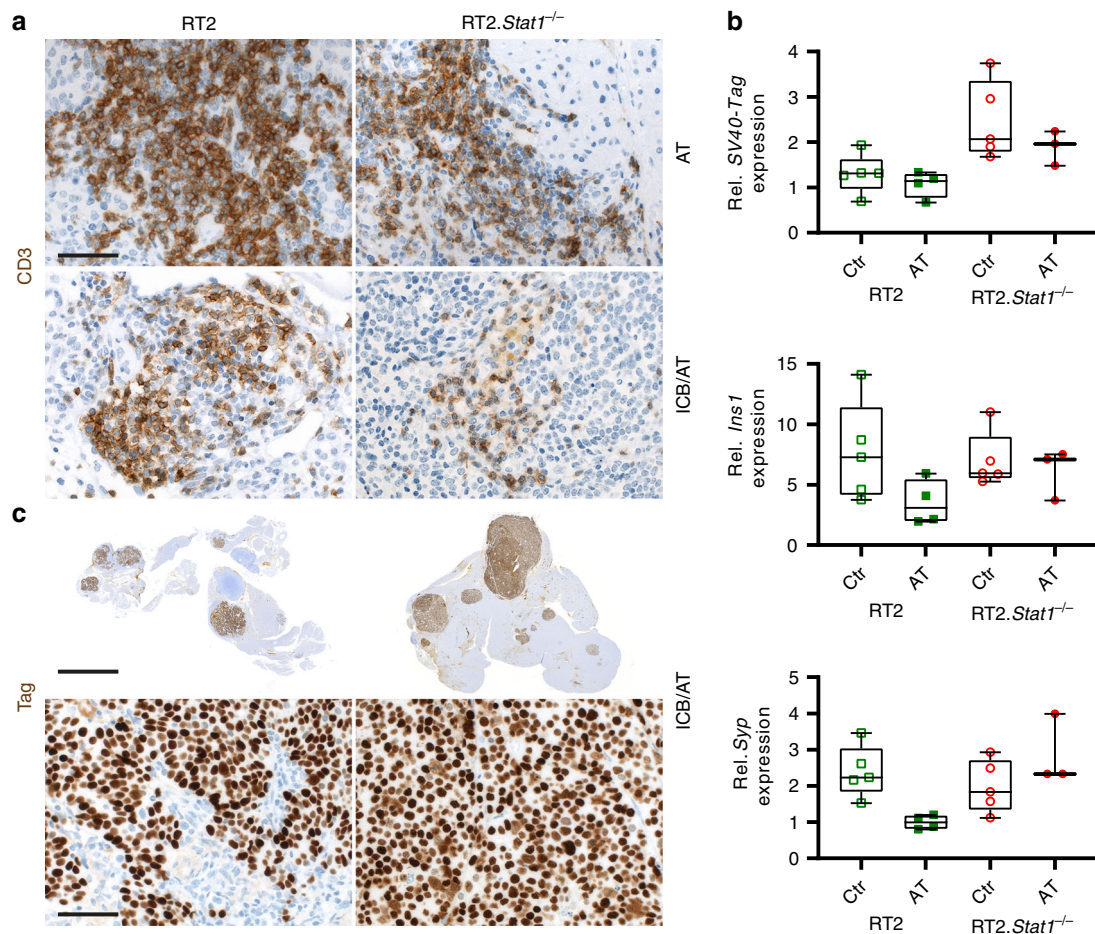 a
RT2
RT2.Stat1–/–
CD3
AT
ICB/AT
b
Rel. SV40-Tag
expression
4
3
2
1
0
Ctr
AT
Ctr
AT
RT2
RT2.Stat1–/–
Rel. Ins1
expression
15
10
5
0
Ctr
AT
Ctr
AT
RT2
RT2.Stat1–/–
Rel. Syp
expression
5
4
3
2
1
0
Ctr
AT
Ctr
AT
RT2
RT2.Stat1–/–
c
Tag
ICB/AT